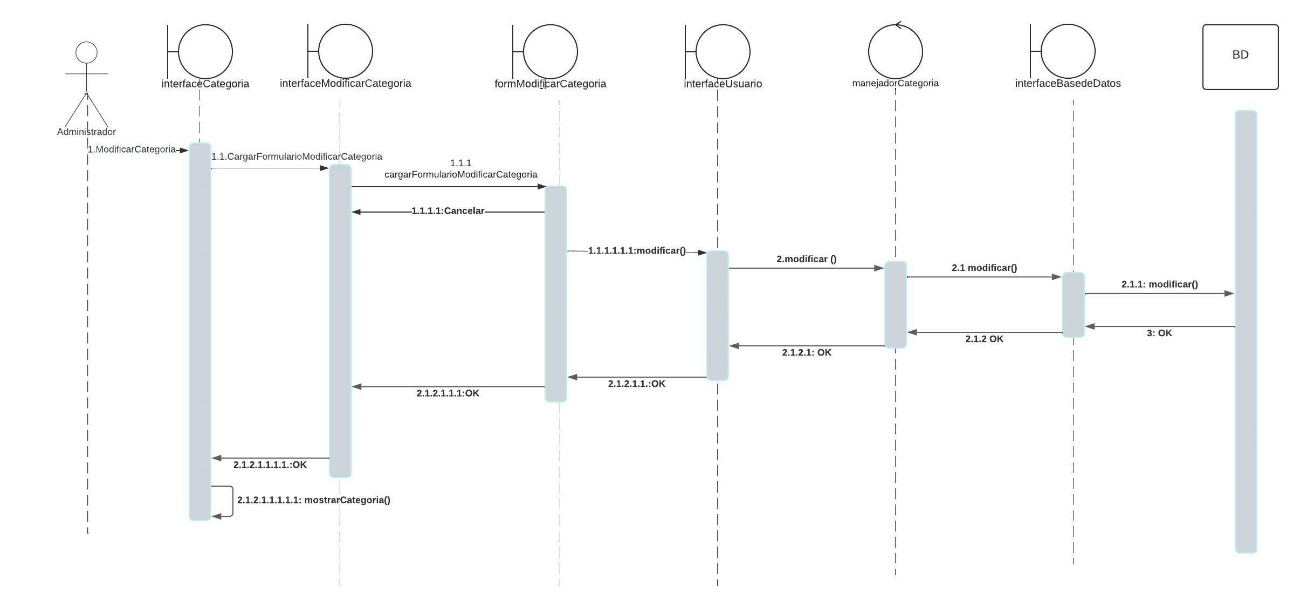 BD
interfaceCategoria
interfaceModificarCategoria
formModificarCategoria
interfaceUsuario
manejadorCategoria
interfaceBasedeDatos
Administrador
1.ModificarCategoria
1.1.CargarFormularioModificarCategoria
1.1.1
cargarFormularioModificarCategoria
1.1.1.1:Cancelar
1.1.1.1.1.1:modificar()
2.modificar ()
2.1 modificar()
2.1.1: modificar()
3: OK
2.1.2 OK
2.1.2.1: OK
2.1.2.1.1.:OK
2.1.2.1.1.1:OK
2.1.2.1.1.1.1.:OK
2.1.2.1.1.1.1.1: mostrarCategoria()